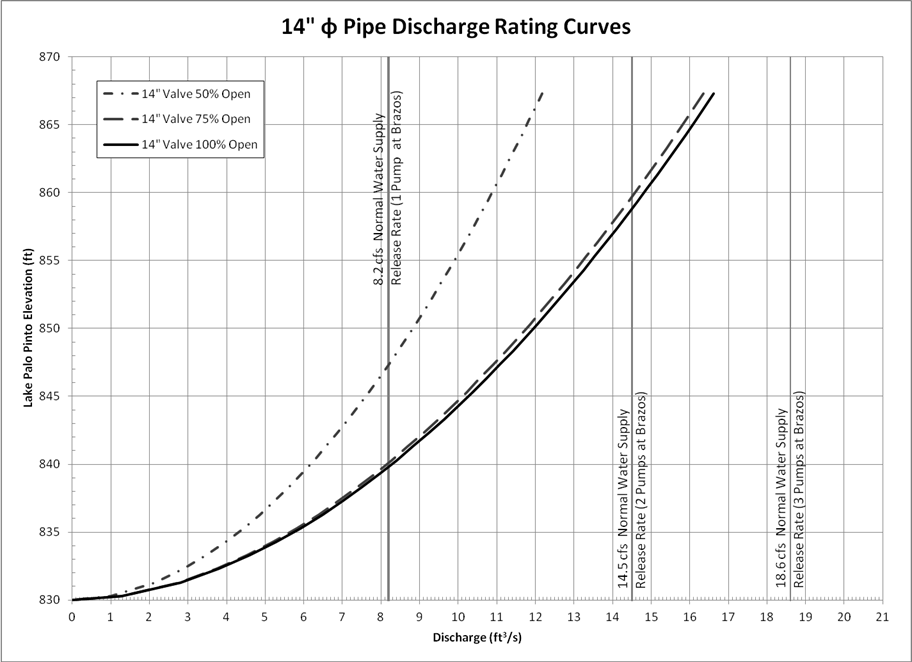 14" ϕ Pipe Discharge Rating Curves
870
865
860
855
850
845
840
835
830
Lake Palo Pinto Elevation (ft)
14" Valve 50% Open
14" Valve 75% Open
14" Valve 100% Open
8.2 cfs Normal Water Supply
Release Rate (1 Pump at Brazos)
14.5 cfs Normal Water Supply
Release Rate (2 Pumps at Brazos)
18.6 cfs Normal Water Supply
Release Rate (3 Pumps at Brazos)
0 1 2 3 4 5 6 7 8 9 10 11 12 13 14 15 16 17 18 19 20 21
Discharge (ft³/s)